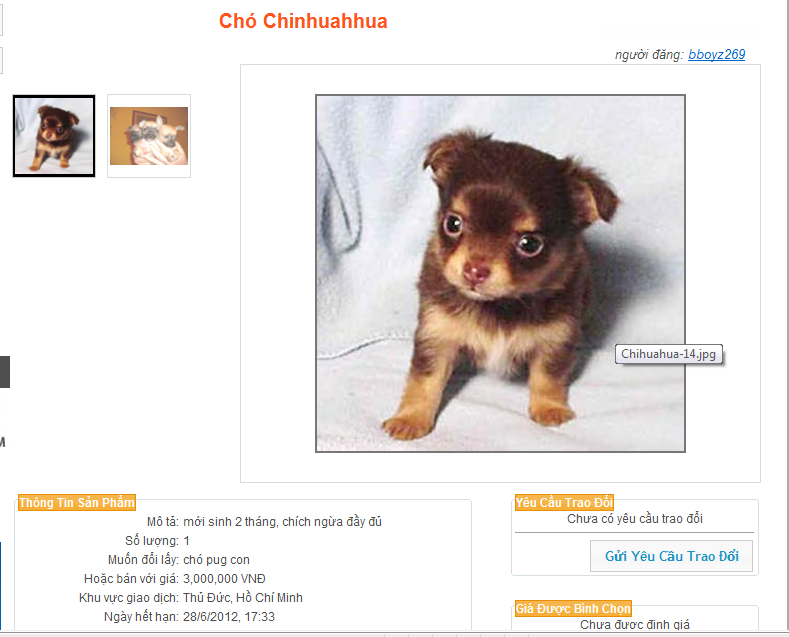 Chó Chinhuahhua
người đăng: bboyz269
Chihuahua-14.jpg
M
Thông Tin Sản Phẩm
Mô tả: mới sinh 2 tháng, chích ngừa đầy đủ
Số lượng: 1
Muốn đổi lấy: chó pug con
Hoặc bán với giá: 3,000,000 VNĐ
Khu vực giao dịch: Thủ Đức, Hồ Chí Minh
Ngày hết hạn: 28/6/2012, 17:33
Yêu Cầu Trao Đổi
Chưa có yêu cầu trao đổi
Gửi Yêu Cầu Trao Đổi
Giá Được Bình Chọn
Chưa được định giá